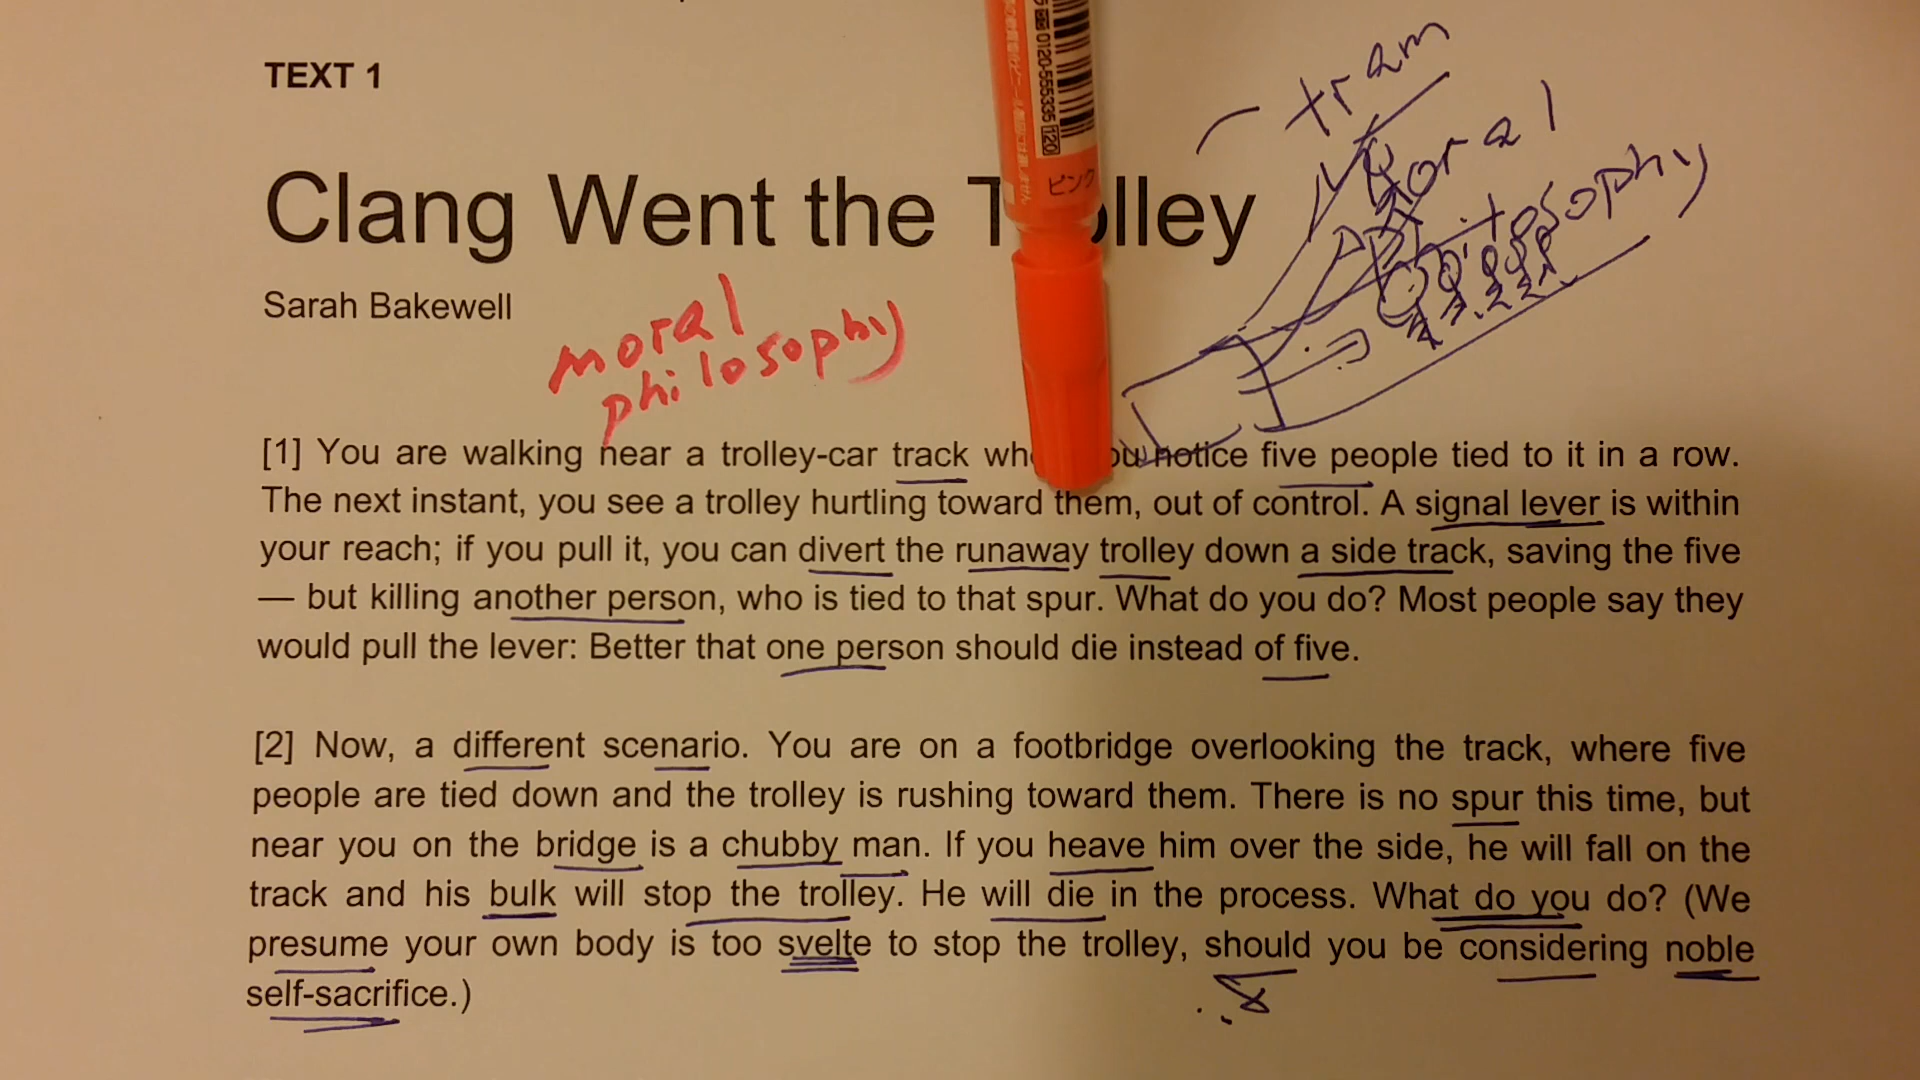 TEXT 1
tram
moral
philosophy
0120-555335 120
ピンク
Clang Went the T lley
Sarah Bakewell
moral
philosophy
[1] You are walking near a trolley-car track wh ou notice five people tied to it in a row.
The next instant, you see a trolley hurtling toward them, out of control. A signal lever is within
your reach; if you pull it, you can divert the runaway trolley down a side track, saving the five
— but killing another person, who is tied to that spur. What do you do? Most people say they
would pull the lever: Better that one person should die instead of five.
[2] Now, a different scenario. You are on a footbridge overlooking the track, where five
people are tied down and the trolley is rushing toward them. There is no spur this time, but
near you on the bridge is a chubby man. If you heave him over the side, he will fall on the
track and his bulk will stop the trolley. He will die in the process. What do you do? (We
presume your own body is too svelte to stop the trolley, should you be considering noble
self-sacrifice.)